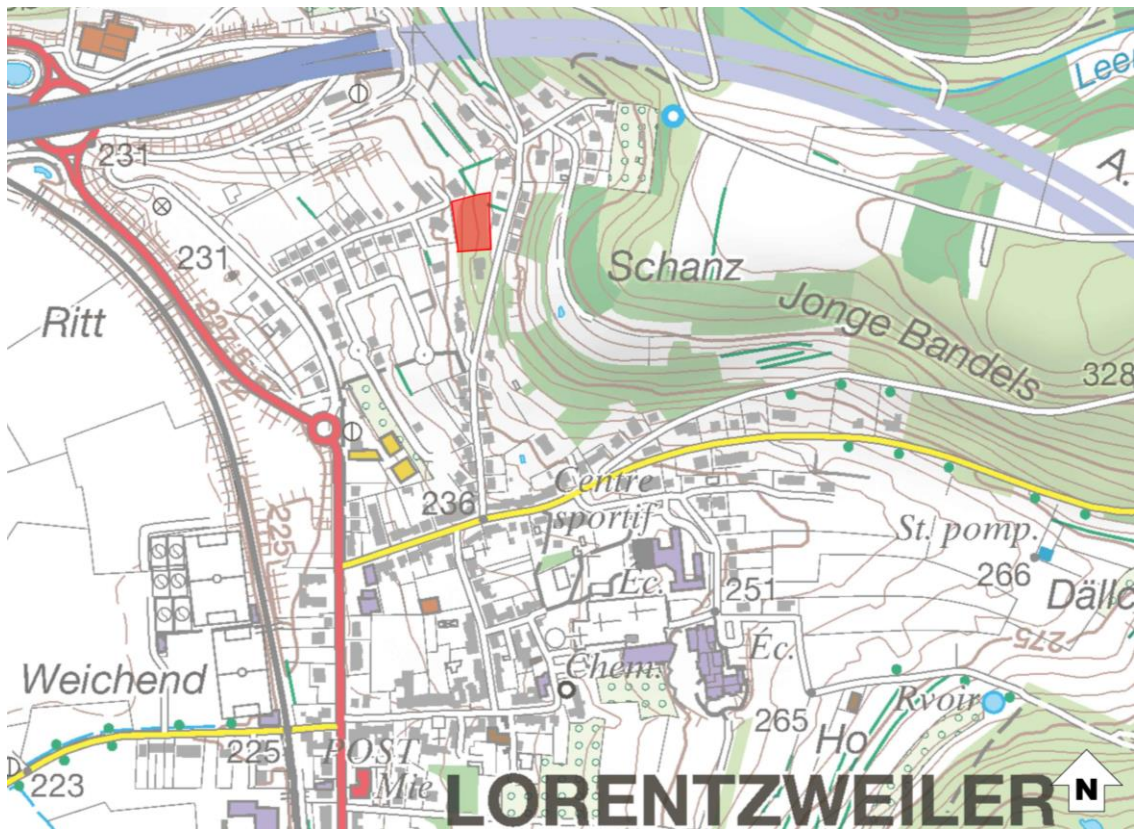 Lee
231
A.
231
Schanz
Ritt
Jonge Bandels
328
Centre
236
sportif
St. pomp.
225
Éc.
266
251
Dällc
275
Éc.
Weichend
Chem.
Rvoir
265
Ho
225
POST
223
Mte
N
LORENTZWEILER